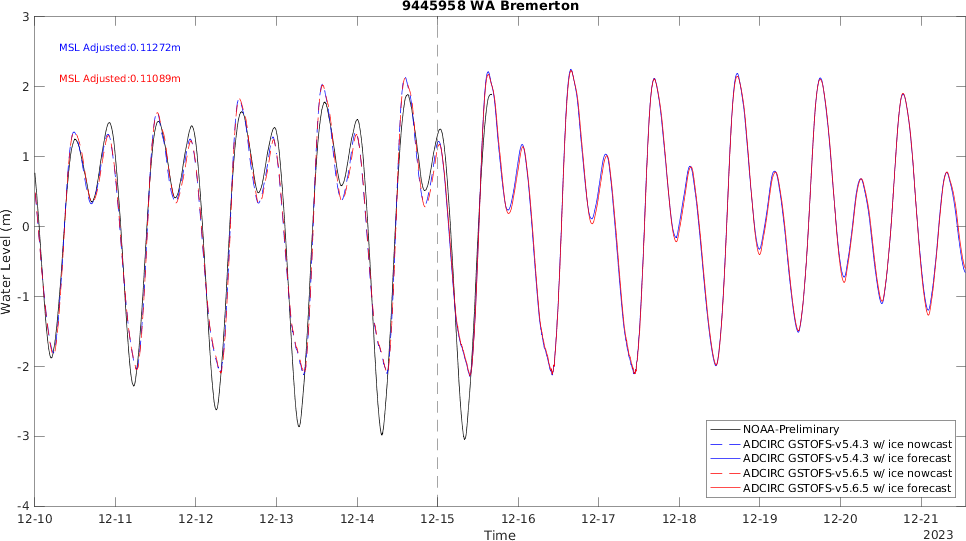 9445958 WA Bremerton
MSL Adjusted:0.11272m
MSL Adjusted:0.11089m
3
2
1
0
-1
-2
-3
-4
Water Level (m)
NOAA-Preliminary
ADCIRC GSTOFS-v5.4.3 w/ ice nowcast
ADCIRC GSTOFS-v5.4.3 w/ ice forecast
ADCIRC GSTOFS-v5.6.5 w/ ice nowcast
ADCIRC GSTOFS-v5.6.5 w/ ice forecast
12-10 12-11 12-12 12-13 12-14 12-15 12-16 12-17 12-18 12-19 12-20 12-21
Time
2023